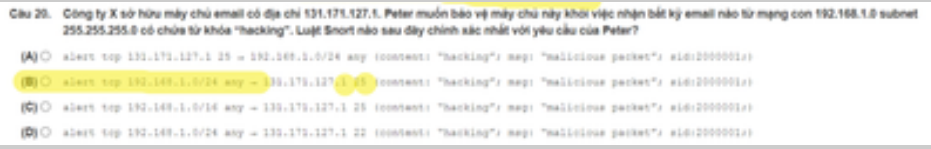 Câu 20. Công ty X sở hữu máy chủ email có địa chỉ 131.171.127.1. Peter muốn bảo vệ máy chủ này khỏi việc nhận bất kỳ email nào từ mạng con 192.168.1.0 subnet
255.255.255.0 có chứa từ khóa "hacking". Luật Snort nào sau đây chính xác nhất với yêu cầu của Peter?
(A) alert tcp 131.171.127.1 25 → 192.168.1.0/24 any (content: "hacking"; msg: "malicious packet"; sid:2000001;)
(B) alert tcp 192.168.1.0/24 any → 131.171.127.1 25 (content: "hacking"; msg: "malicious packet"; sid:2000001;)
(C) alert tcp 192.168.1.0/16 any → 131.171.127.1 25 (content: "hacking"; msg: "malicious packet"; sid:2000001;)
(D) alert tcp 192.168.1.0/24 any → 131.171.127.1 22 (content: "hacking"; msg: "malicious packet"; sid:2000001;)